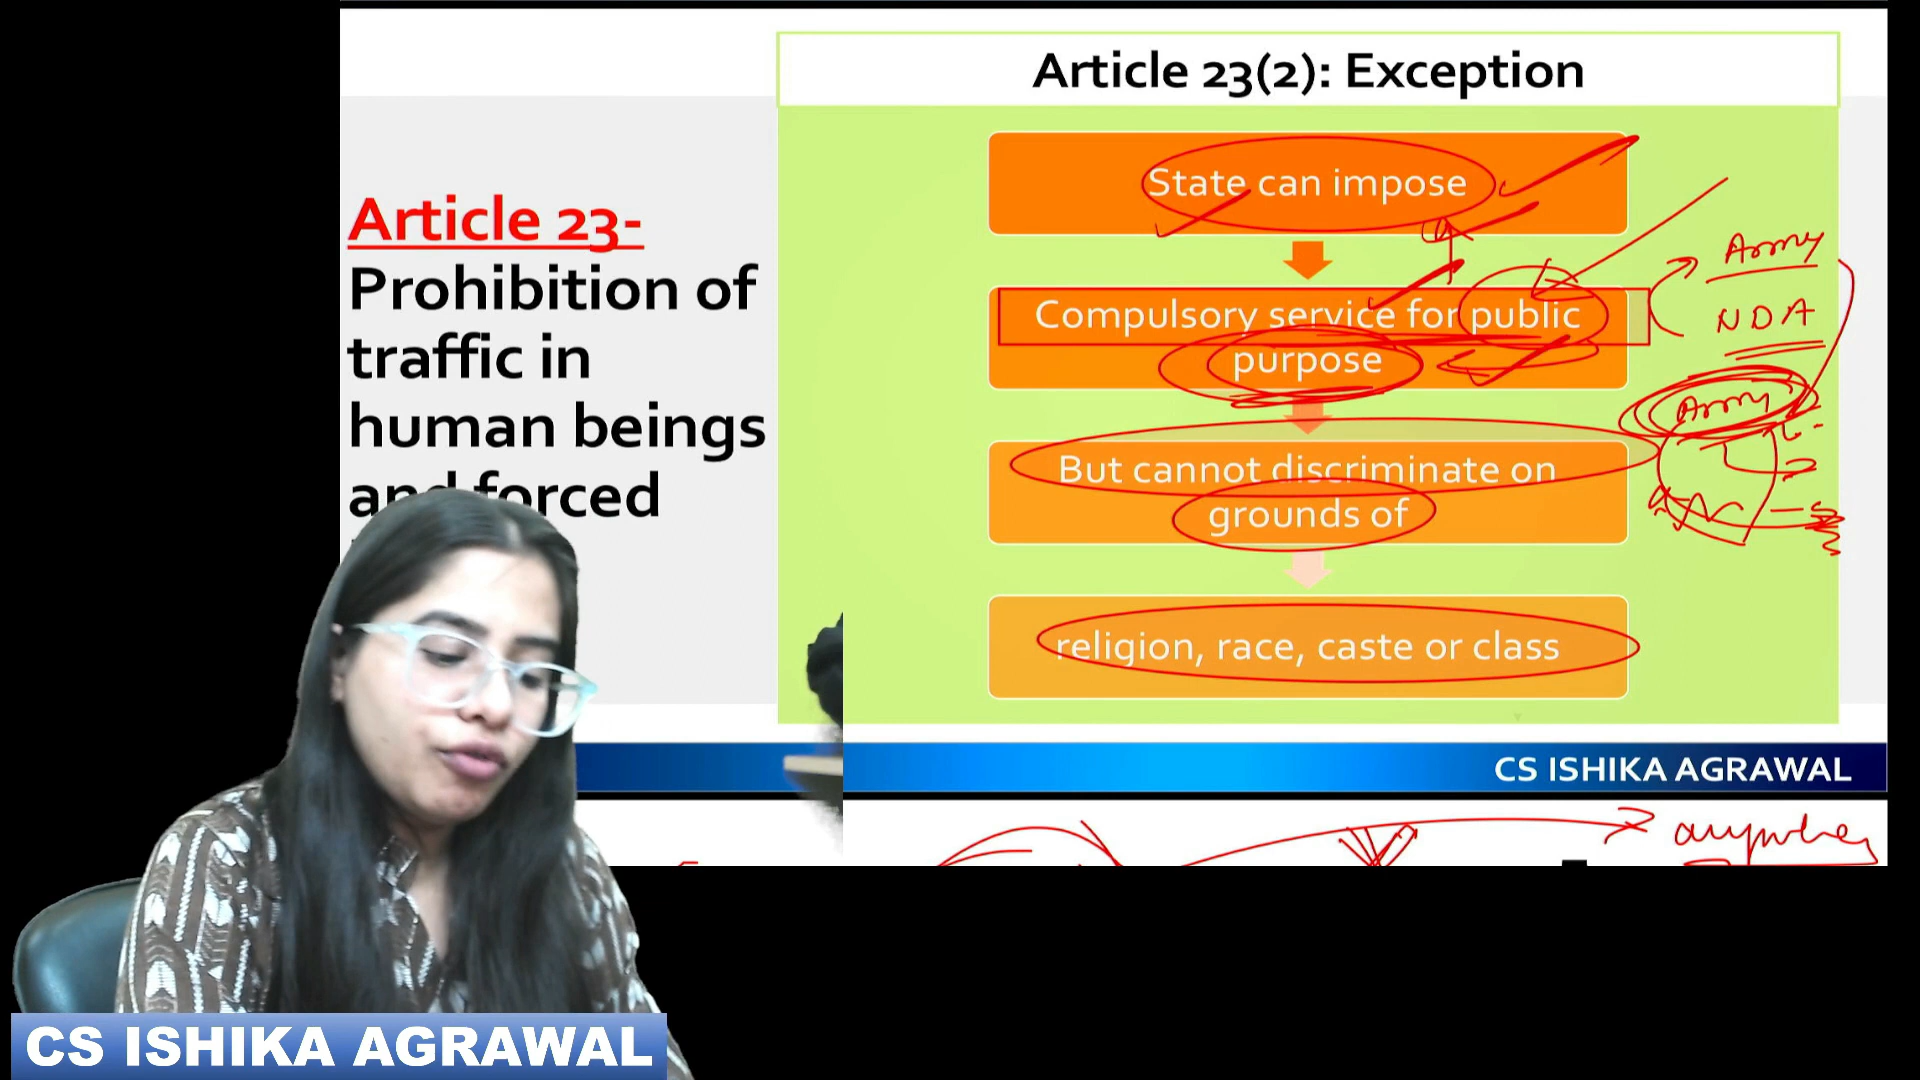 Article 23(2): Exception
State can impose
Compulsory service for public
purpose
But cannot discriminate on
grounds of
religion, race, caste or class
Article 23-
Prohibition of
traffic in
human beings
and forced
Army
NDA
Army
CS ISHIKA AGRAWAL
CS ISHIKA AGRAWAL